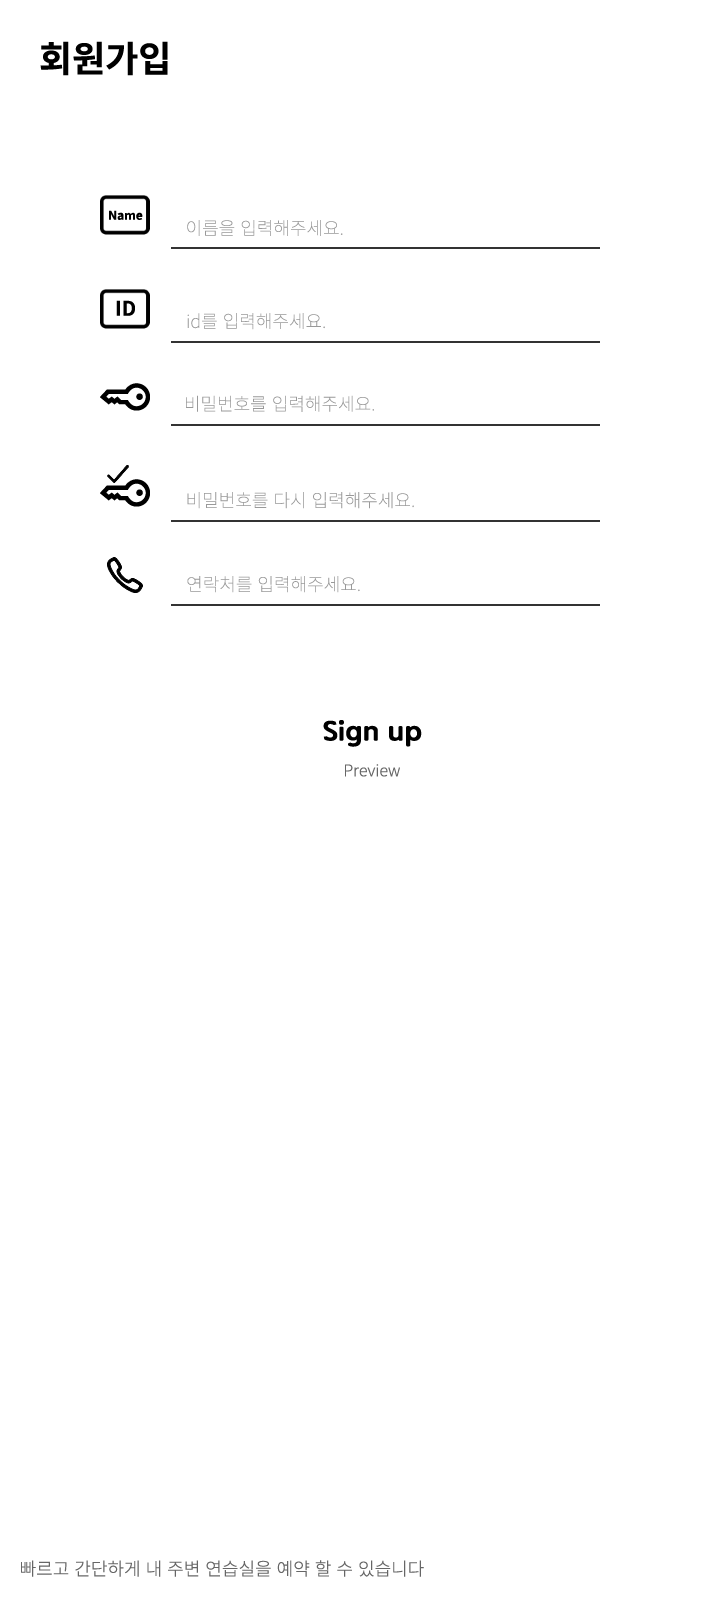 회원가입
Name
이름을 입력해주세요.
ID
id를 입력해주세요.
비밀번호를 입력해주세요.
비밀번호를 다시 입력해주세요.
연락처를 입력해주세요.
Sign up
Preview
빠르고 간단하게 내 주변 연습실을 예약 할 수 있습니다